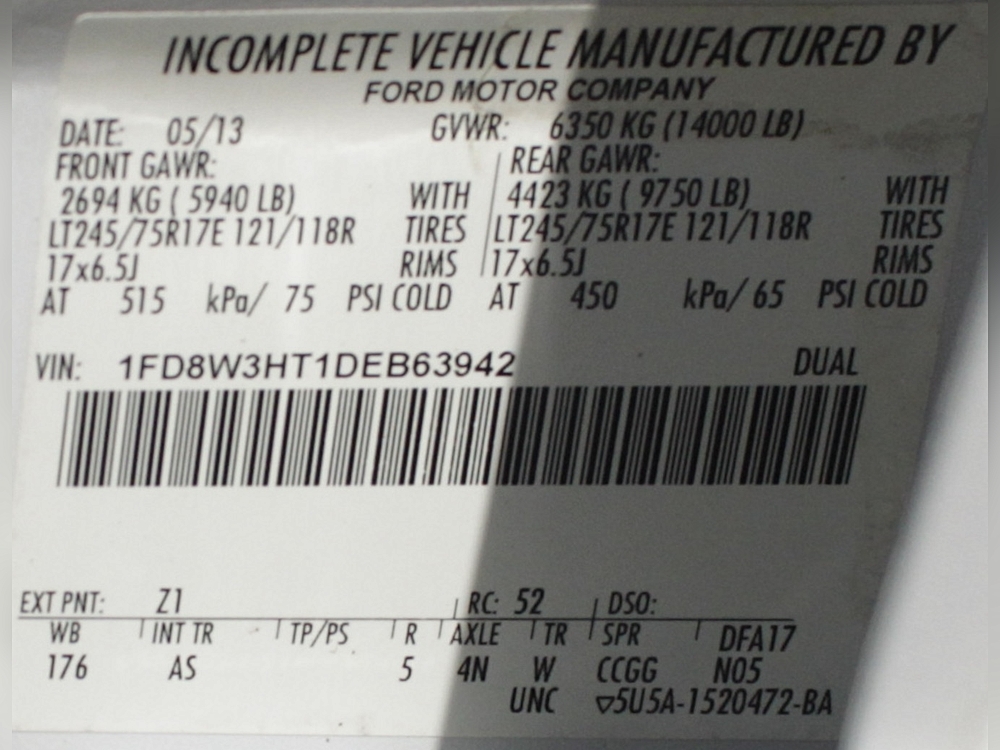 INCOMPLETE VEHICLE MANUFACTURED BY
FORD MOTOR COMPANY
DATE: 05/13 GVWR: 6350 KG (14000 LB)
FRONT GAWR: REAR GAWR:
2694 KG ( 5940 LB) WITH 4423 KG ( 9750 LB) WITH
LT245/75R17E 121/118R TIRES LT245/75R17E 121/118R TIRES
17x6.5J RIMS 17x6.5J RIMS
AT 515 kPa/ 75 PSI COLD AT 450 kPa/ 65 PSI COLD
VIN: 1FD8W3HT1DEB63942 DUAL
EXT PNT: Z1 RC: 52 DSO:
WB INT TR TP/PS R AXLE TR SPR DFA17
176 AS 5 4N W CCGG N05
UNC ▽5U5A-1520472-BA